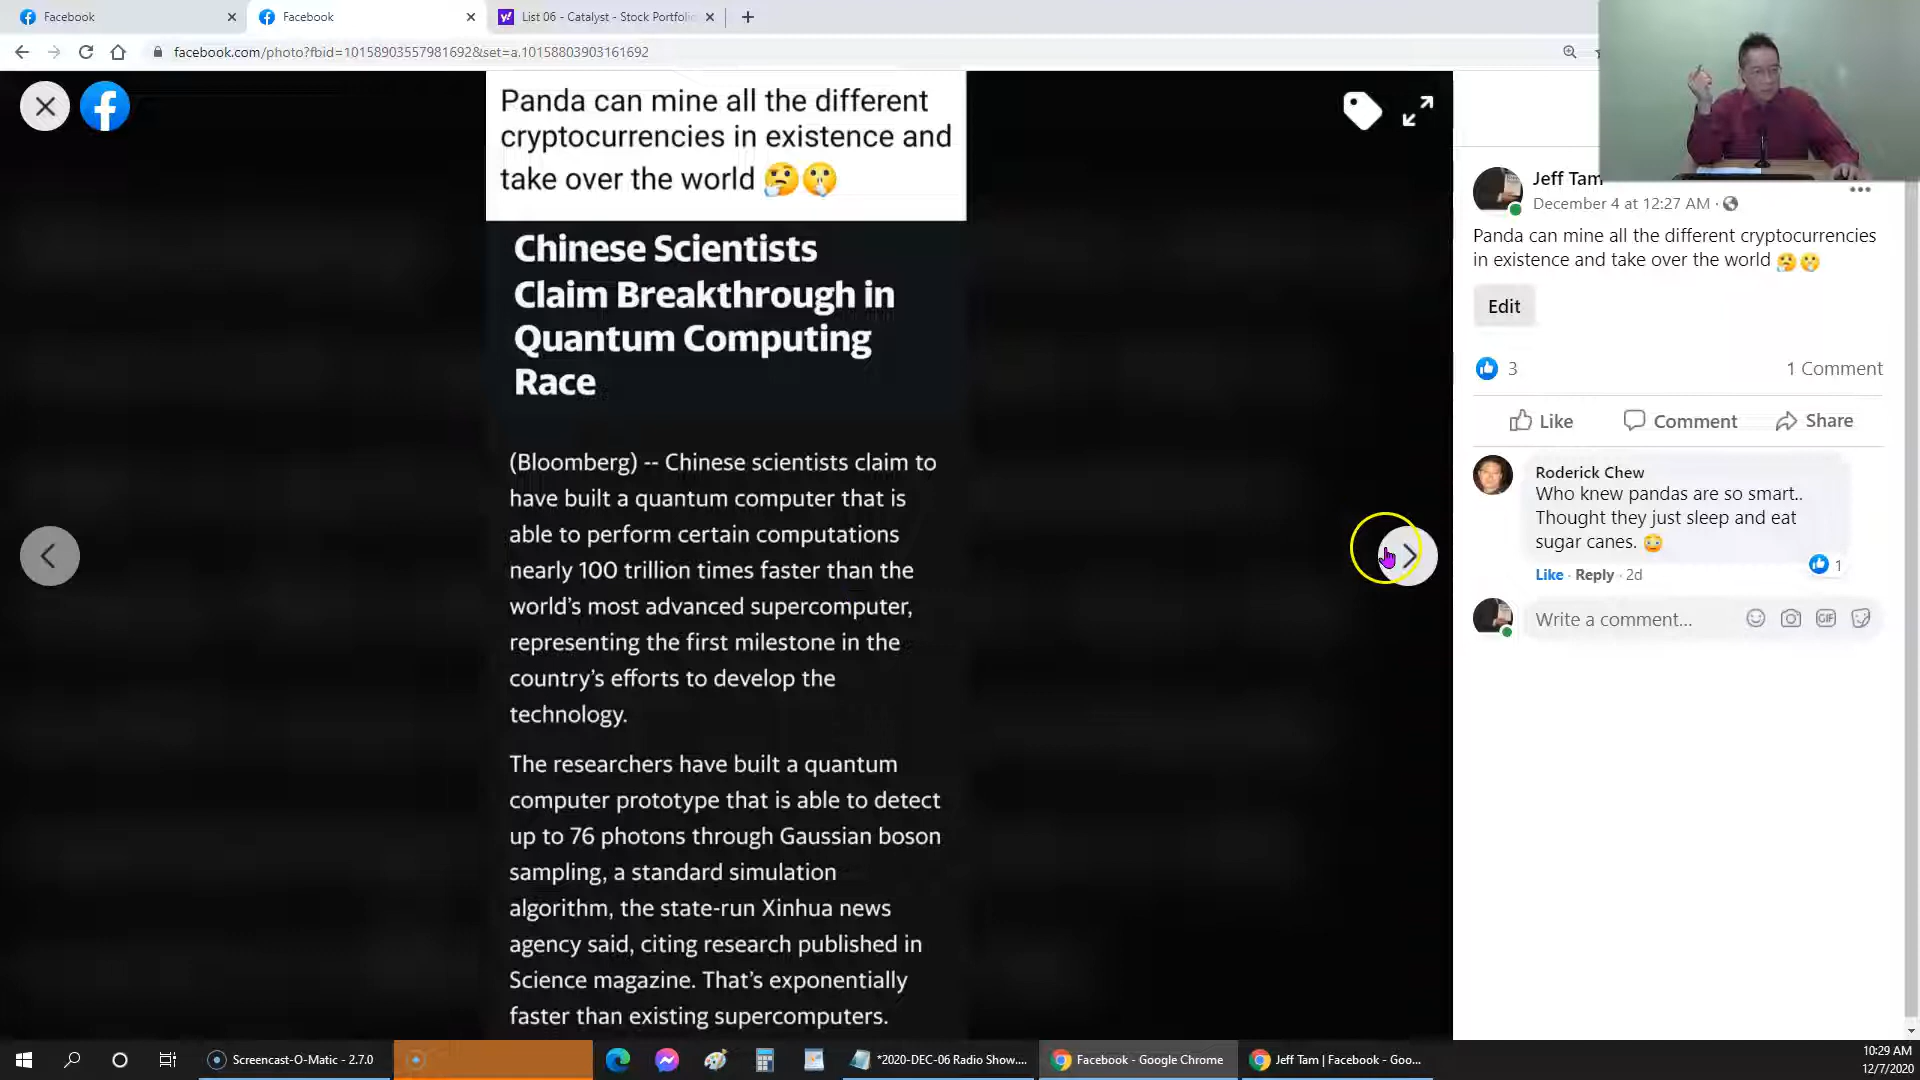 Facebook
Facebook
List 06 - Catalyst - Stock Portfolio
facebook.com/photo?fbid=10158903557981692&set=a.10158803903161692
Panda can mine all the different
cryptocurrencies in existence and
take over the world 🤔🤫
Chinese Scientists
Claim Breakthrough in
Quantum Computing
Race
(Bloomberg) -- Chinese scientists claim to
have built a quantum computer that is
able to perform certain computations
nearly 100 trillion times faster than the
world's most advanced supercomputer,
representing the first milestone in the
country's efforts to develop the
technology.
The researchers have built a quantum
computer prototype that is able to detect
up to 76 photons through Gaussian boson
sampling, a standard simulation
algorithm, the state-run Xinhua news
agency said, citing research published in
Science magazine. That's exponentially
faster than existing supercomputers.
Jeff Tam
December 4 at 12:27 AM ·
Panda can mine all the different cryptocurrencies
in existence and take over the world 🤔🤫
Edit
3
1 Comment
Like
Comment
Share
Roderick Chew
Who knew pandas are so smart..
Thought they just sleep and eat
sugar canes. 😳
1
Like · Reply · 2d
Write a comment...
GIF
Screencast-O-Matic - 2.7.0
*2020-DEC-06 Radio Show....
Facebook - Google Chrome
Jeff Tam | Facebook - Goo...
10:29 AM
12/7/2020